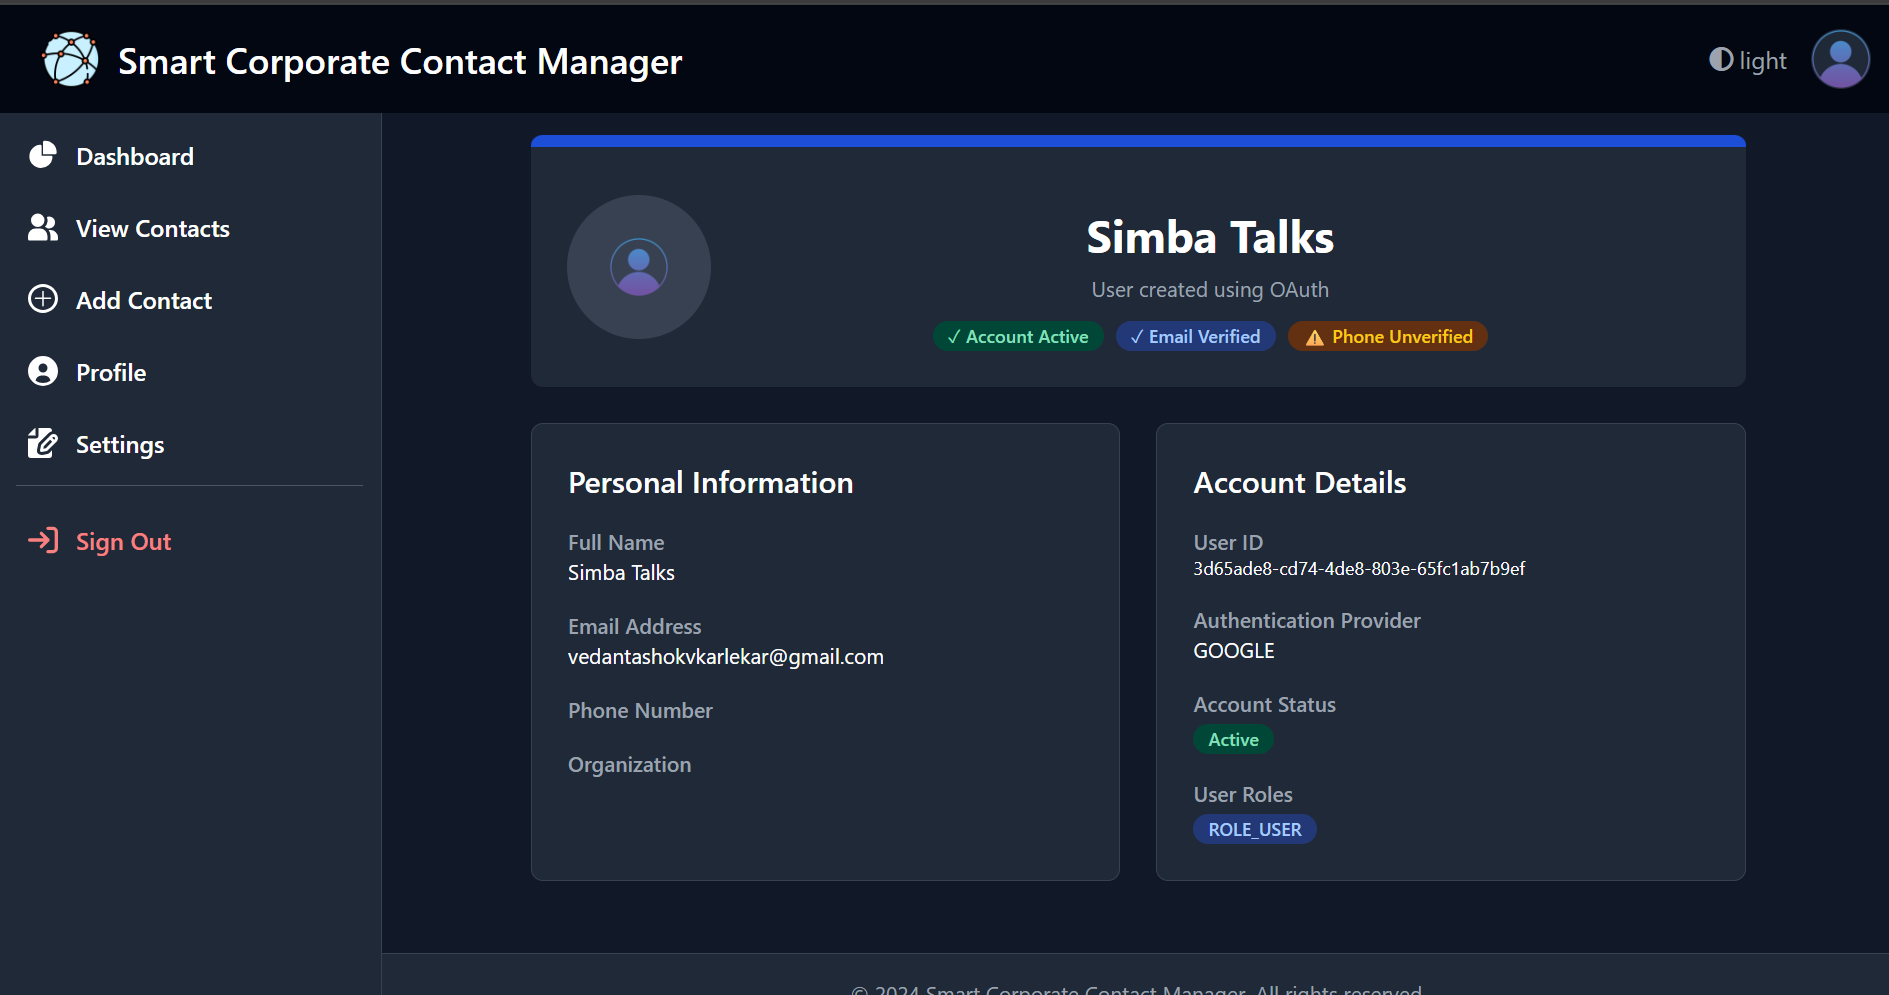 Smart Corporate Contact Manager
light
Dashboard
View Contacts
Add Contact
Profile
Settings
Sign Out
Simba Talks
User created using OAuth
✓ Account Active
✓ Email Verified
⚠ Phone Unverified
Personal Information
Full Name
Simba Talks
Email Address
vedantashokvkarlekar@gmail.com
Phone Number
Organization
Account Details
User ID
3d65ade8-cd74-4de8-803e-65fc1ab7b9ef
Authentication Provider
GOOGLE
Account Status
Active
User Roles
ROLE_USER
© 2024 Smart Corporate Contact Manager. All rights reserved.